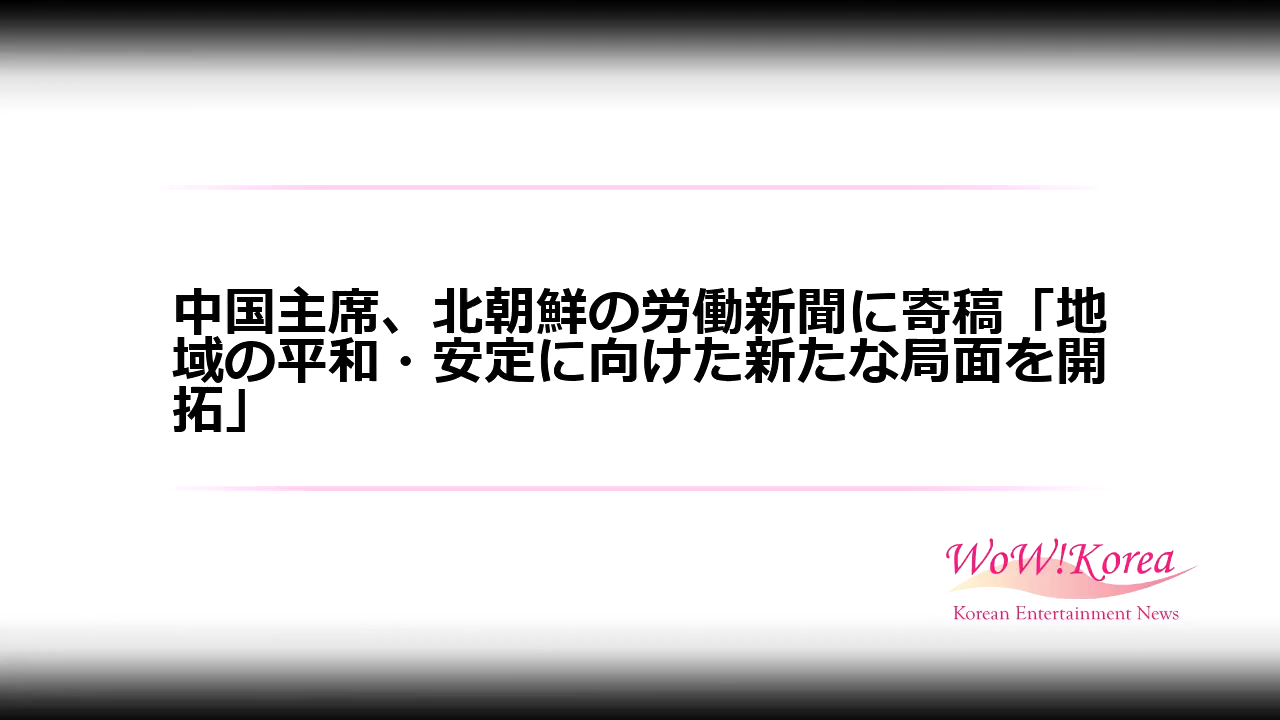 中国主席、北朝鮮の労働新聞に寄稿「地
域の平和・安定に向けた新たな局面を開
拓」
WoW!Korea
Korean Entertainment News